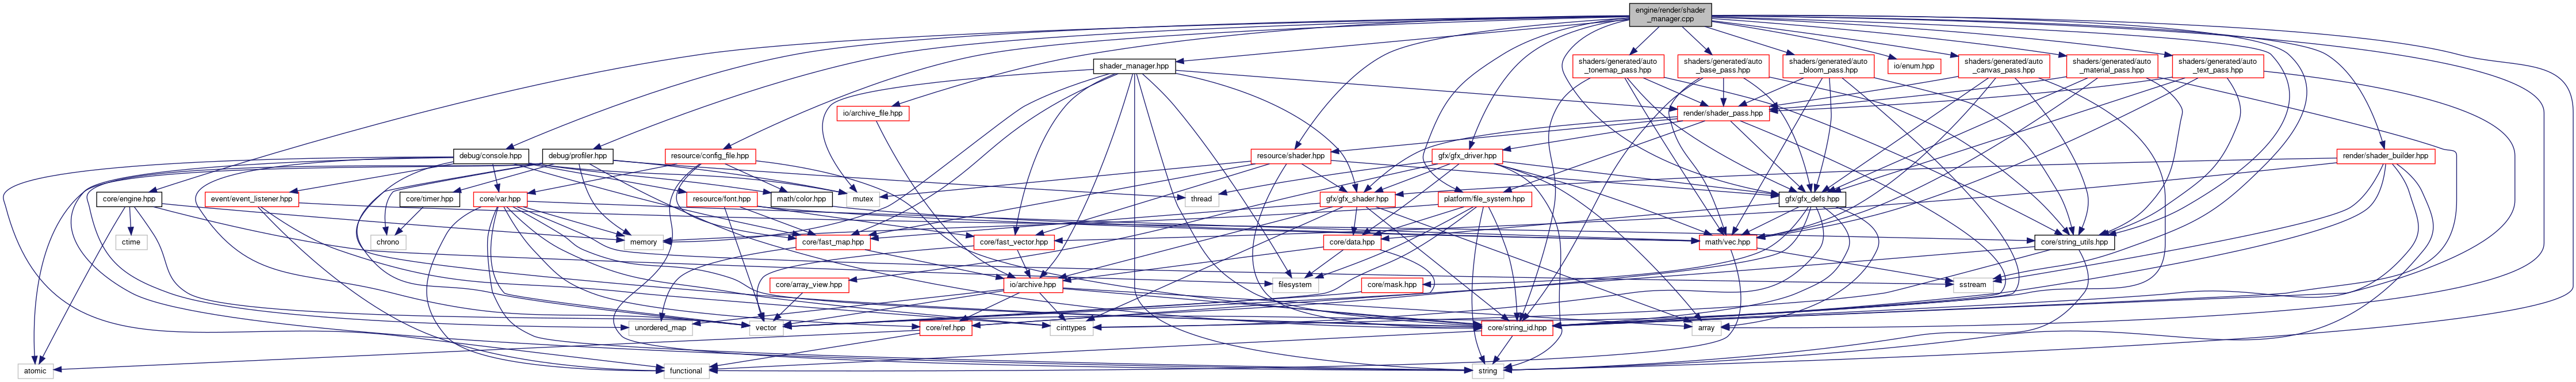 engine/render/shader
_manager.cpp
shader_manager.hpp
shaders/generated/auto
_tonemap_pass.hpp
shaders/generated/auto
_base_pass.hpp
shaders/generated/auto
_bloom_pass.hpp
io/enum.hpp
shaders/generated/auto
_canvas_pass.hpp
shaders/generated/auto
_material_pass.hpp
shaders/generated/auto
_text_pass.hpp
io/archive_file.hpp
render/shader_pass.hpp
debug/console.hpp
debug/profiler.hpp
resource/config_file.hpp
resource/shader.hpp
gfx/gfx_driver.hpp
render/shader_builder.hpp
core/engine.hpp
event/event_listener.hpp
core/timer.hpp
core/var.hpp
resource/font.hpp
math/color.hpp
mutex
thread
gfx/gfx_shader.hpp
platform/file_system.hpp
gfx/gfx_defs.hpp
ctime
chrono
memory
core/fast_map.hpp
core/fast_vector.hpp
core/data.hpp
math/vec.hpp
core/string_utils.hpp
core/array_view.hpp
io/archive.hpp
filesystem
core/mask.hpp
sstream
unordered_map
vector
core/ref.hpp
cinttypes
core/string_id.hpp
array
atomic
functional
string